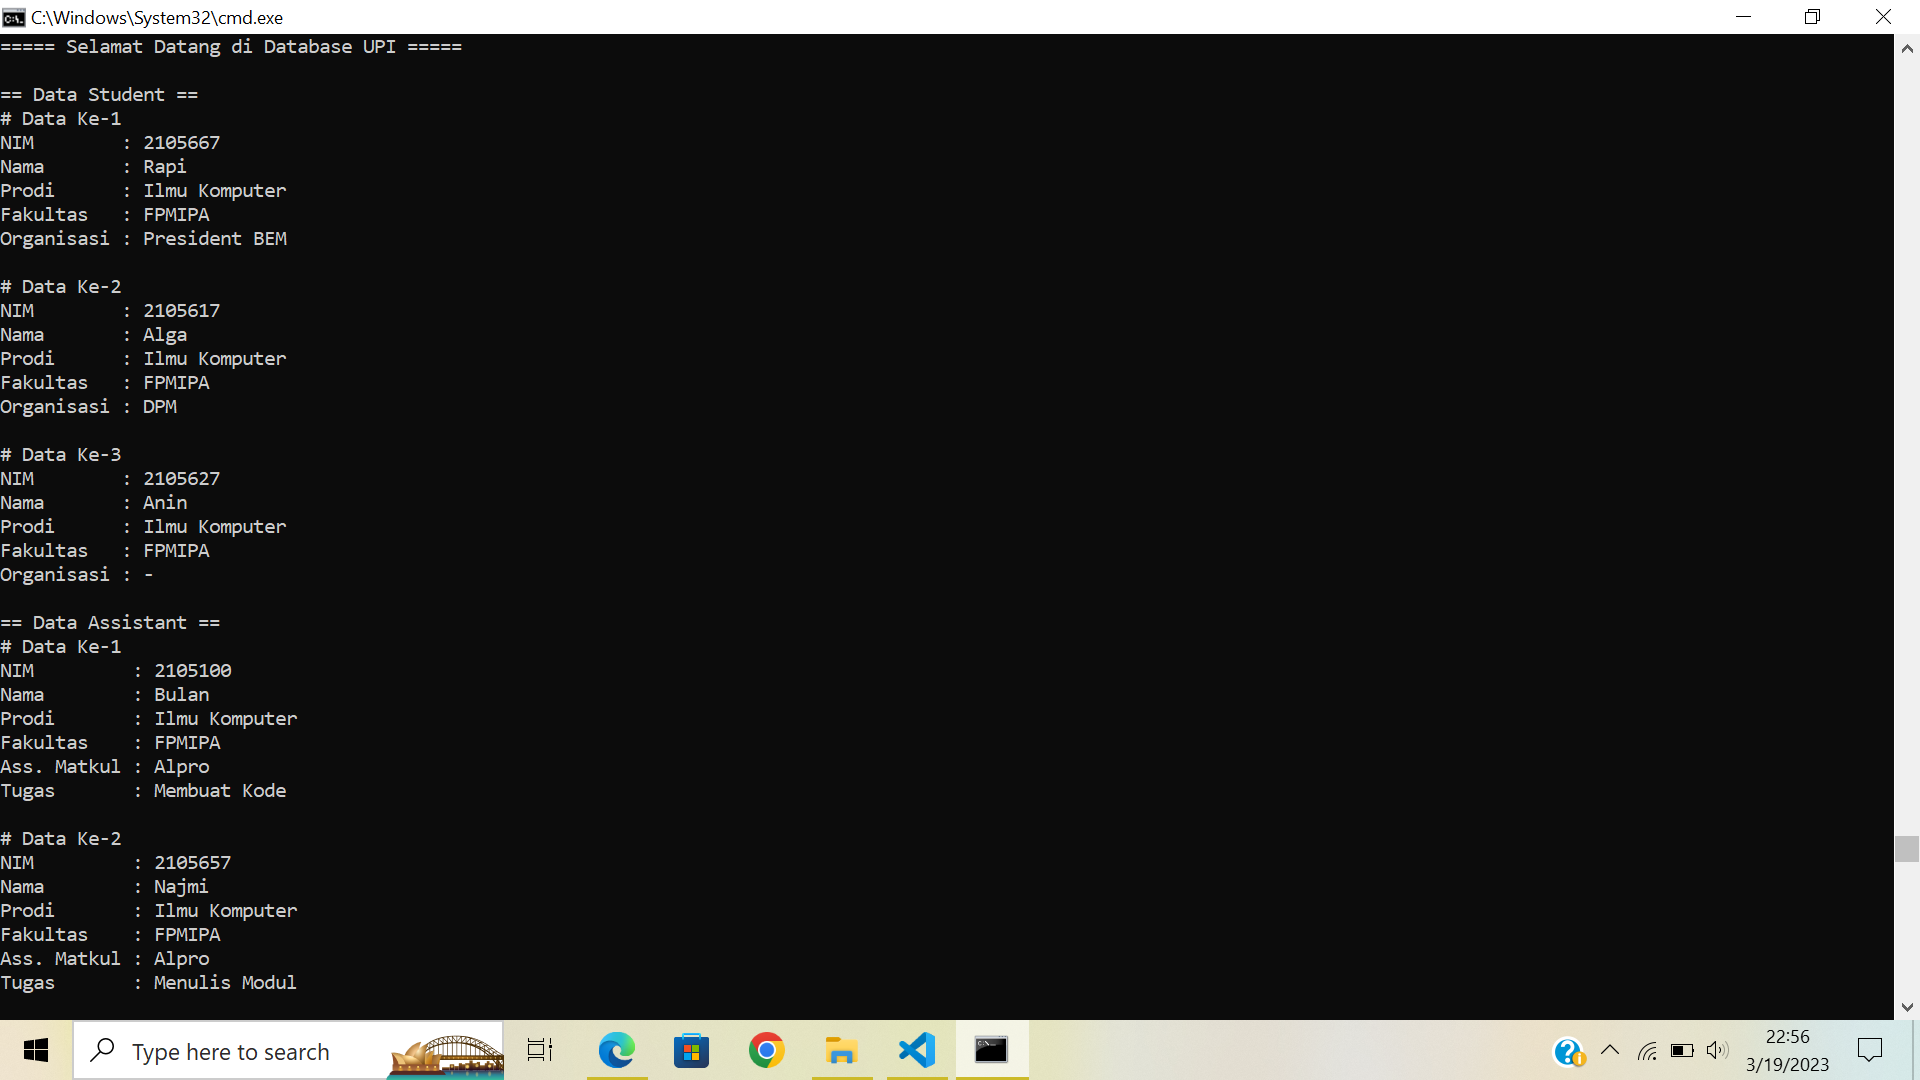 C:\Windows\System32\cmd.exe
===== Selamat Datang di Database UPI =====
== Data Student ==
# Data Ke-1
NIM        : 2105667
Nama       : Rapi
Prodi      : Ilmu Komputer
Fakultas   : FPMIPA
Organisasi : President BEM
# Data Ke-2
NIM        : 2105617
Nama       : Alga
Prodi      : Ilmu Komputer
Fakultas   : FPMIPA
Organisasi : DPM
# Data Ke-3
NIM        : 2105627
Nama       : Anin
Prodi      : Ilmu Komputer
Fakultas   : FPMIPA
Organisasi : -
== Data Assistant ==
# Data Ke-1
NIM         : 2105100
Nama        : Bulan
Prodi       : Ilmu Komputer
Fakultas    : FPMIPA
Ass. Matkul : Alpro
Tugas       : Membuat Kode
# Data Ke-2
NIM         : 2105657
Nama        : Najmi
Prodi       : Ilmu Komputer
Fakultas    : FPMIPA
Ass. Matkul : Alpro
Tugas       : Menulis Modul
Type here to search
22:56
3/19/2023